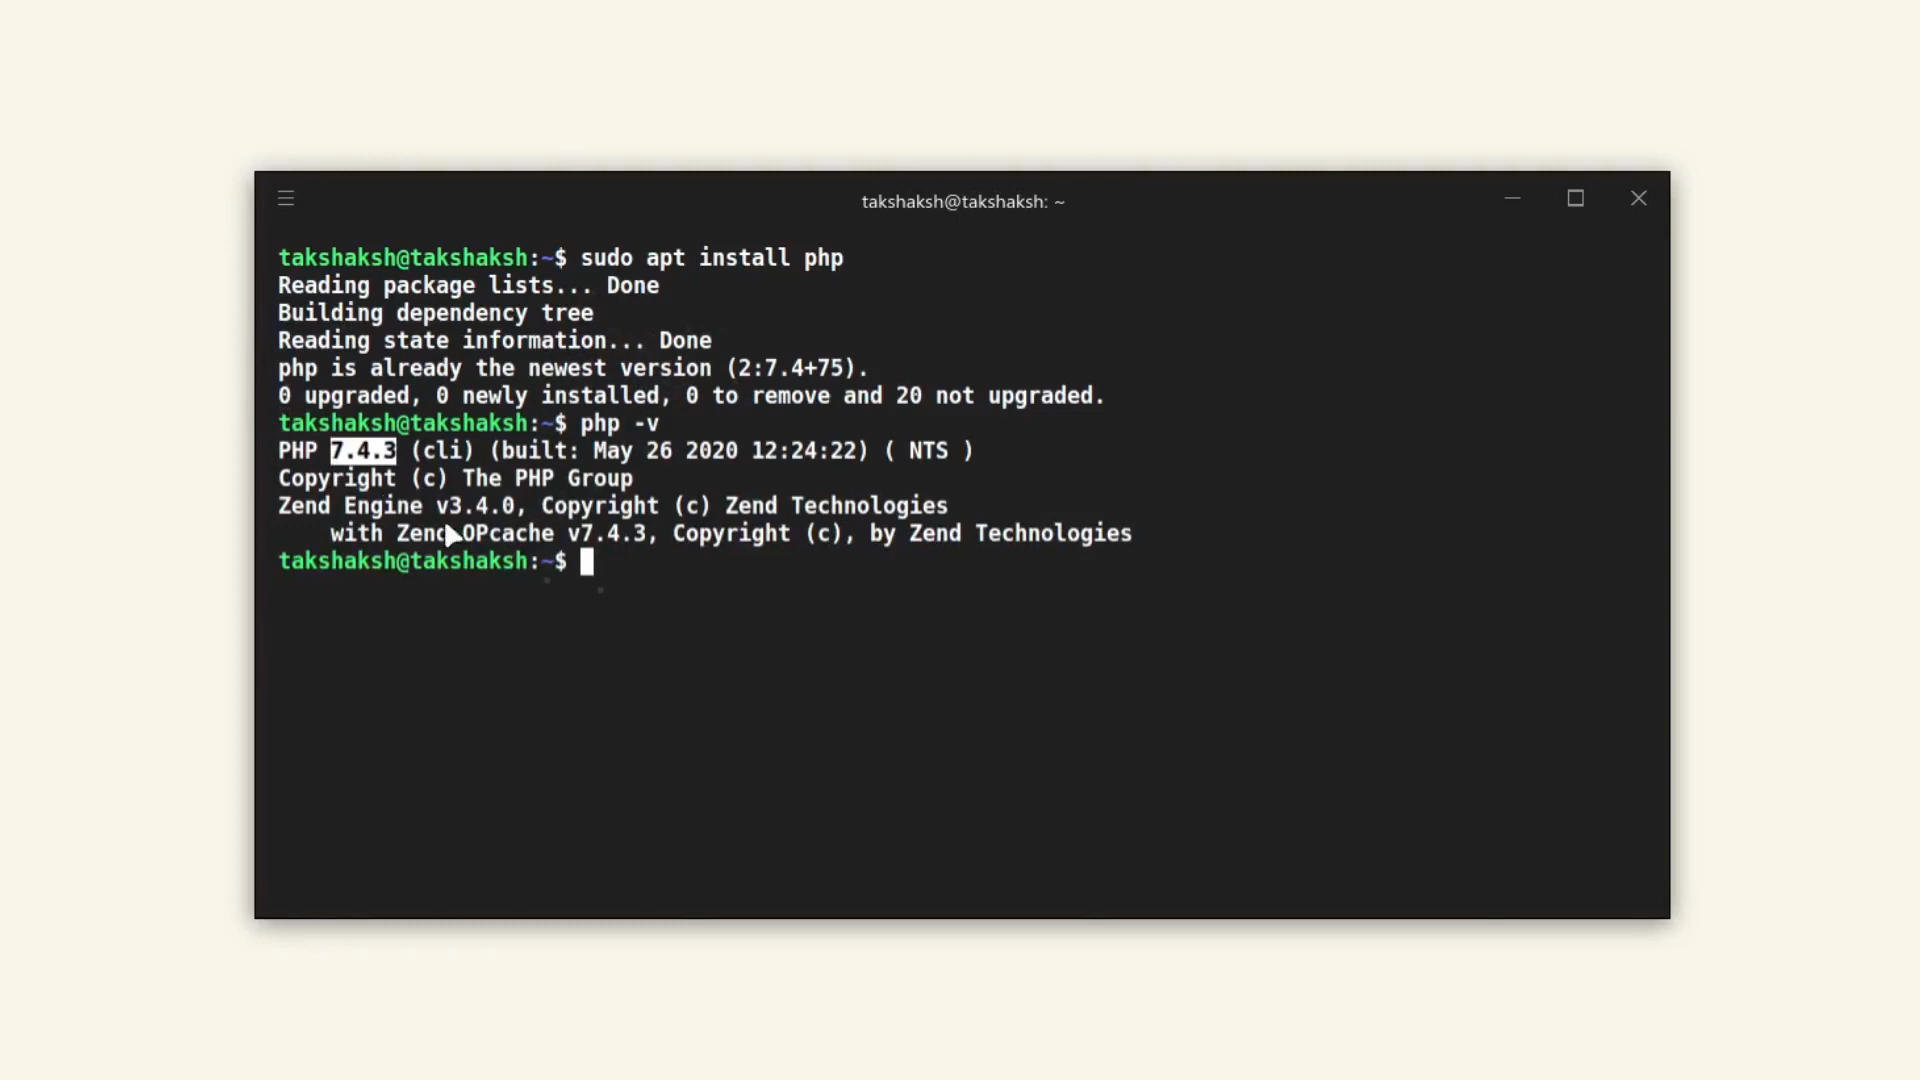 takshaksh@takshaksh: ~
takshaksh@takshaksh:~$ sudo apt install php
Reading package lists... Done
Building dependency tree
Reading state information... Done
php is already the newest version (2:7.4+75).
0 upgraded, 0 newly installed, 0 to remove and 20 not upgraded.
takshaksh@takshaksh:~$ php -v
PHP 7.4.3 (cli) (built: May 26 2020 12:24:22) ( NTS )
Copyright (c) The PHP Group
Zend Engine v3.4.0, Copyright (c) Zend Technologies
    with Zend OPcache v7.4.3, Copyright (c), by Zend Technologies
takshaksh@takshaksh:~$